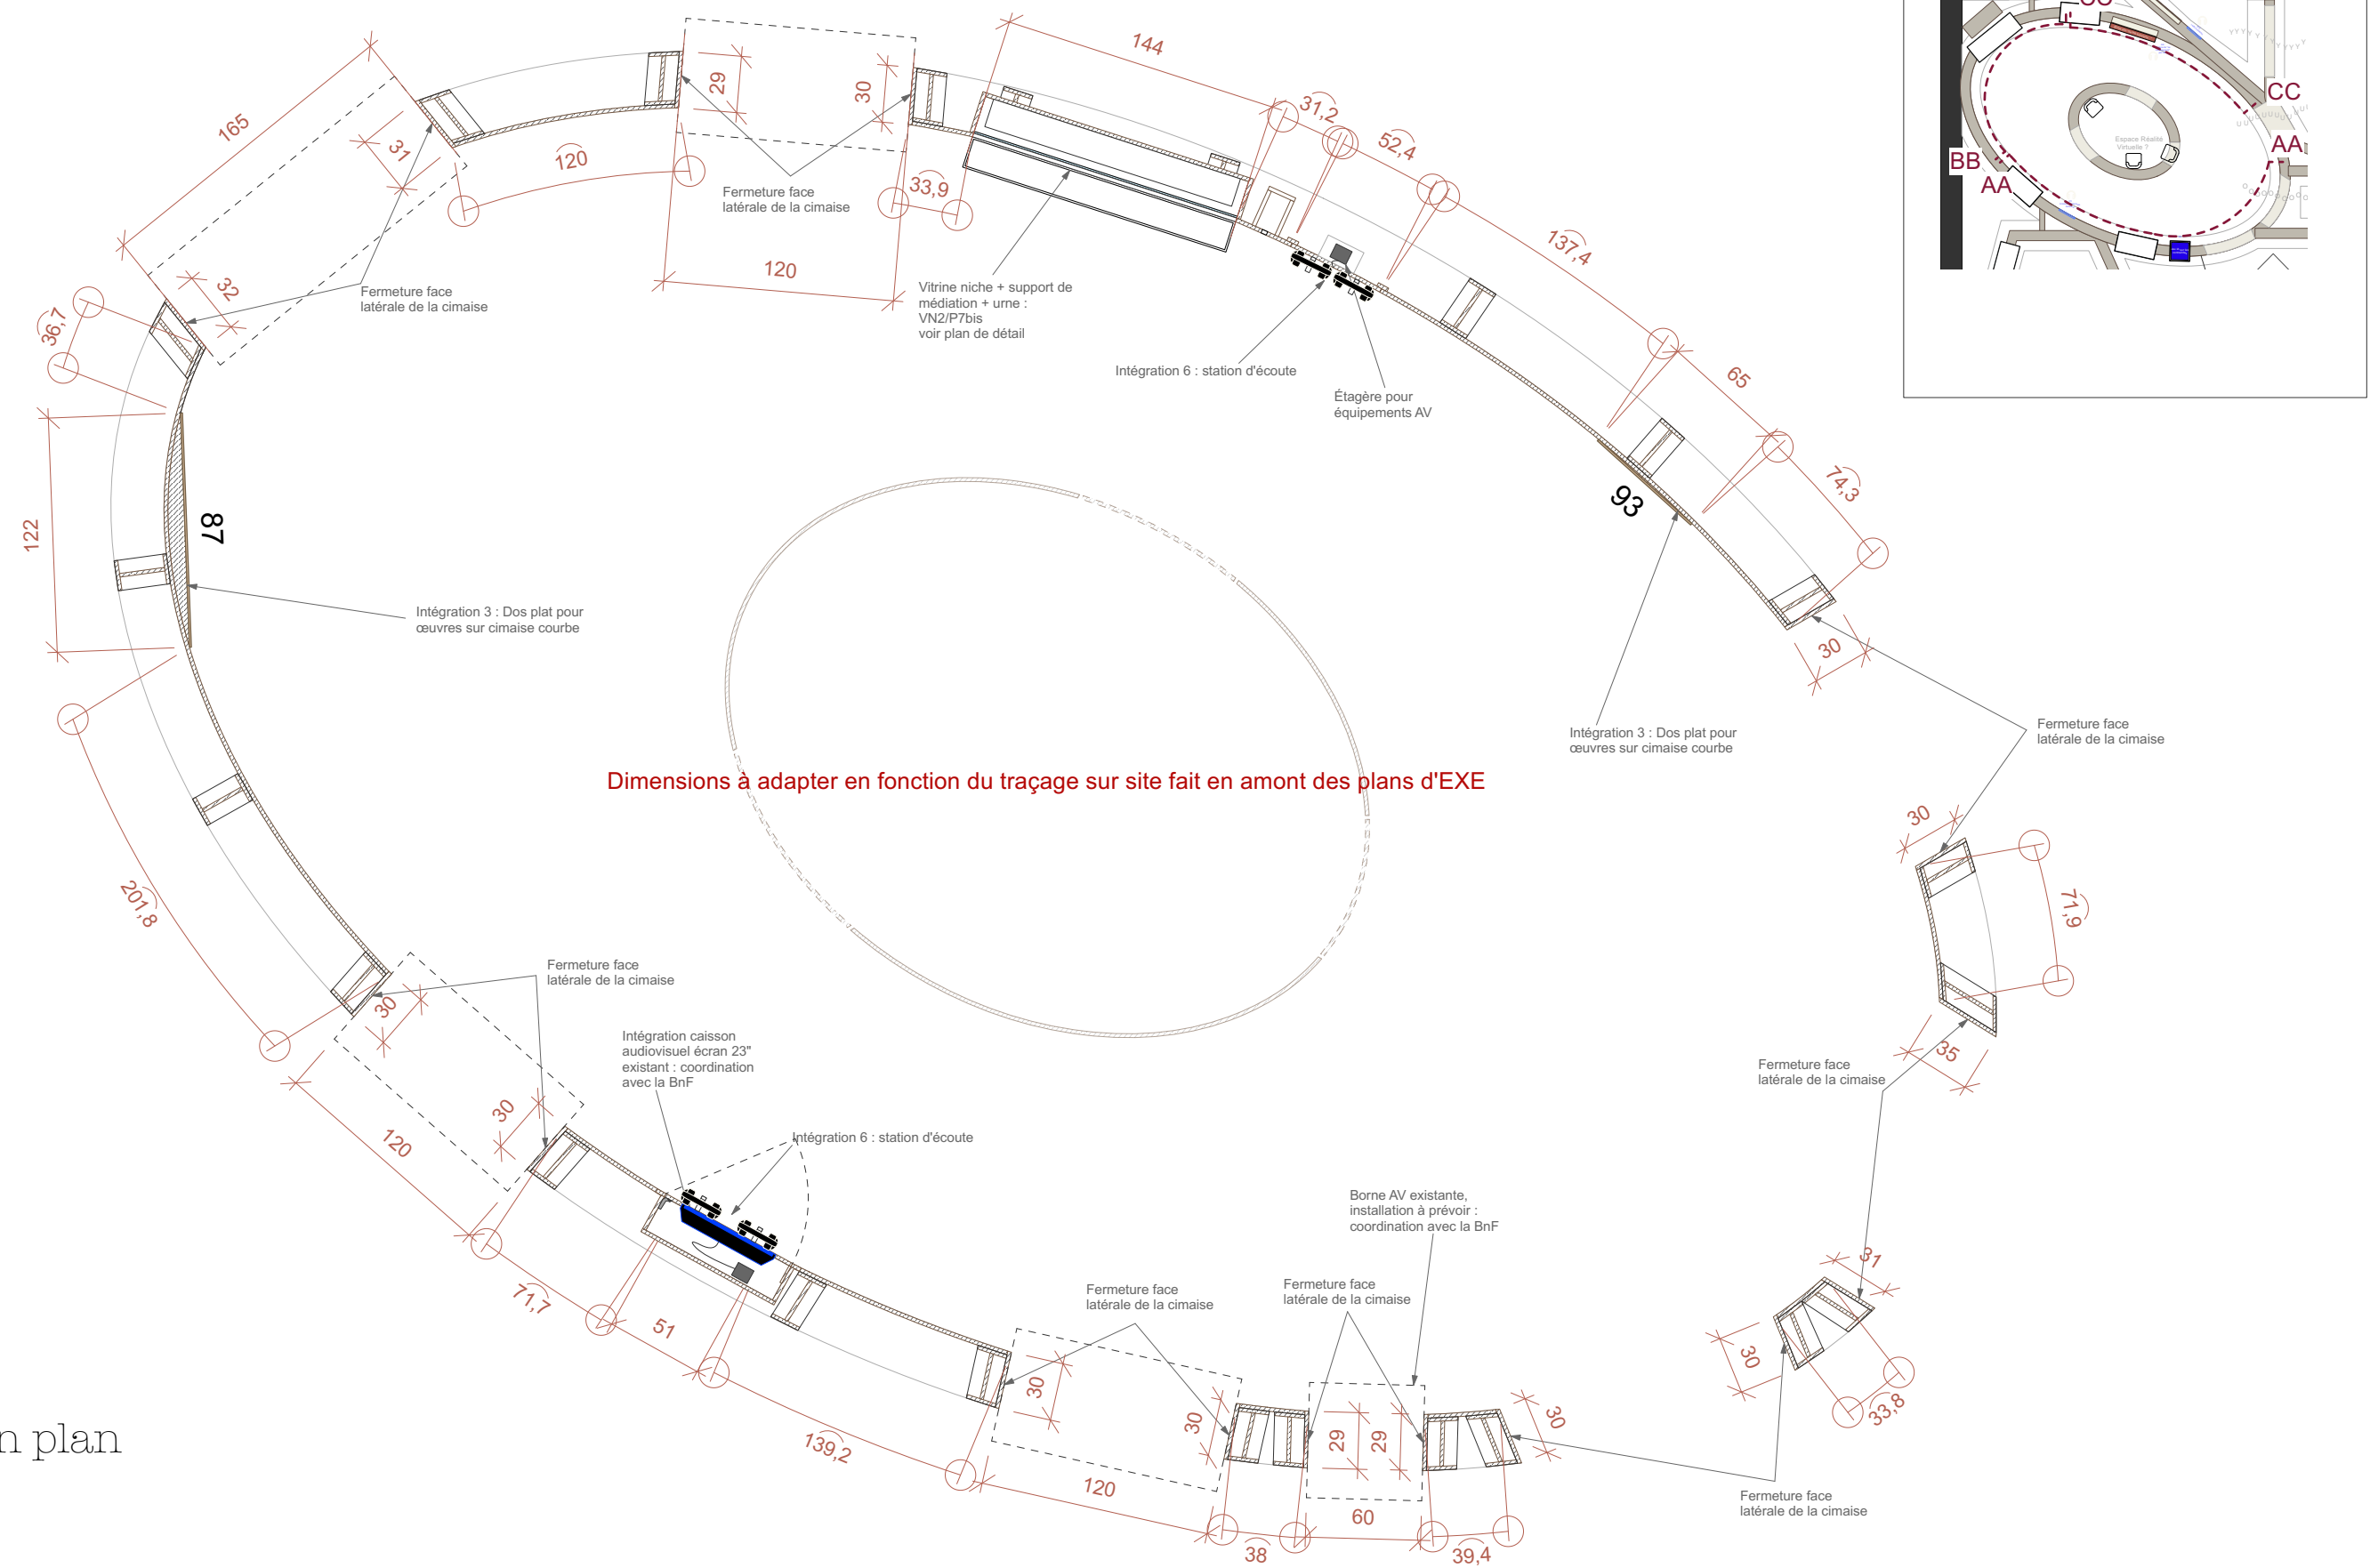 144
165
29
30
31,2
52,4
31
120
33,9
Fermeture face
latérale de la cimaise
137,4
120
32
Fermeture face
latérale de la cimaise
36,7
Vitrine niche + support de
médiation + urne :
VN2/P7bis
voir plan de détail
Intégration 6 : station d'écoute
Étagère pour
équipements AV
65
74,3
93
122
87
Intégration 3 : Dos plat pour
œuvres sur cimaise courbe
30
Intégration 3 : Dos plat pour
œuvres sur cimaise courbe
Fermeture face
latérale de la cimaise
Dimensions à adapter en fonction du traçage sur site fait en amont des plans d'EXE
30
71,9
35
201,8
Fermeture face
latérale de la cimaise
30
Intégration caisson
audiovisuel écran 23"
existant : coordination
avec la BnF
30
120
Intégration 6 : station d'écoute
Fermeture face
latérale de la cimaise
Borne AV existante,
installation à prévoir :
coordination avec la BnF
31
30
33,8
71,7
51
139,2
Fermeture face
latérale de la cimaise
Fermeture face
latérale de la cimaise
30
30
29
29
30
120
38
60
39,4
Fermeture face
latérale de la cimaise
n plan
CC
AA
BB
AA
Espace Réalité
Virtuelle ?